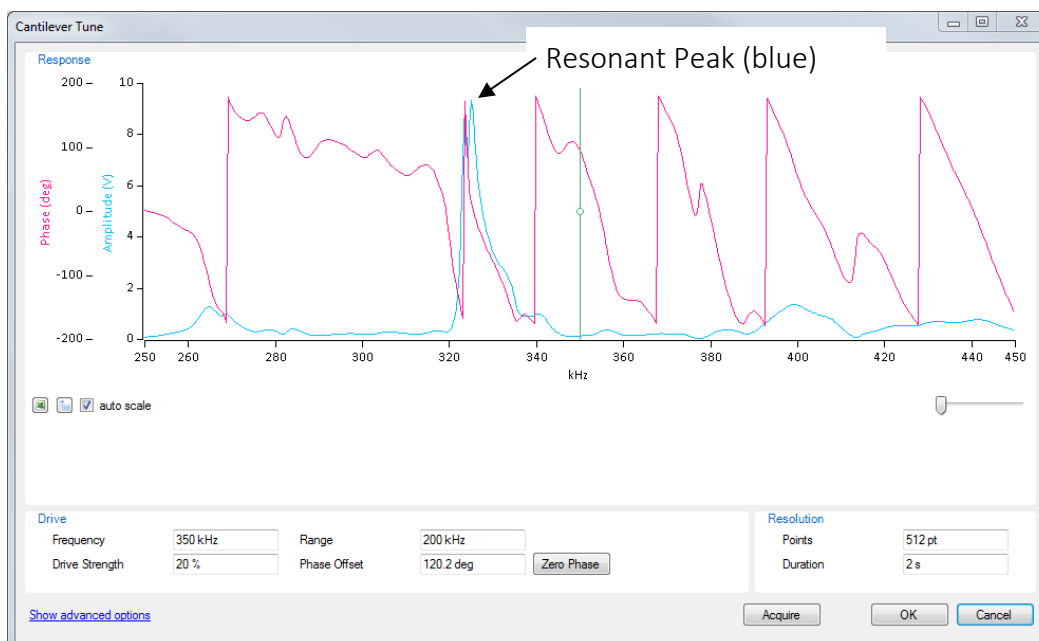 Cantilever Tune
Response
Resonant Peak (blue)
200 –
100 –
0 –
-100 –
-200 –
Phase (deg)
10
8
6
4
2
0
Amplitude (V)
250 260 280 300 320 340 360 380 400 420 440 450
kHz
auto scale
Drive
Frequency 350 kHz Range 200 kHz
Drive Strength 20 % Phase Offset 120.2 deg Zero Phase
Resolution
Points 512 pt
Duration 2 s
Show advanced options
Acquire OK Cancel